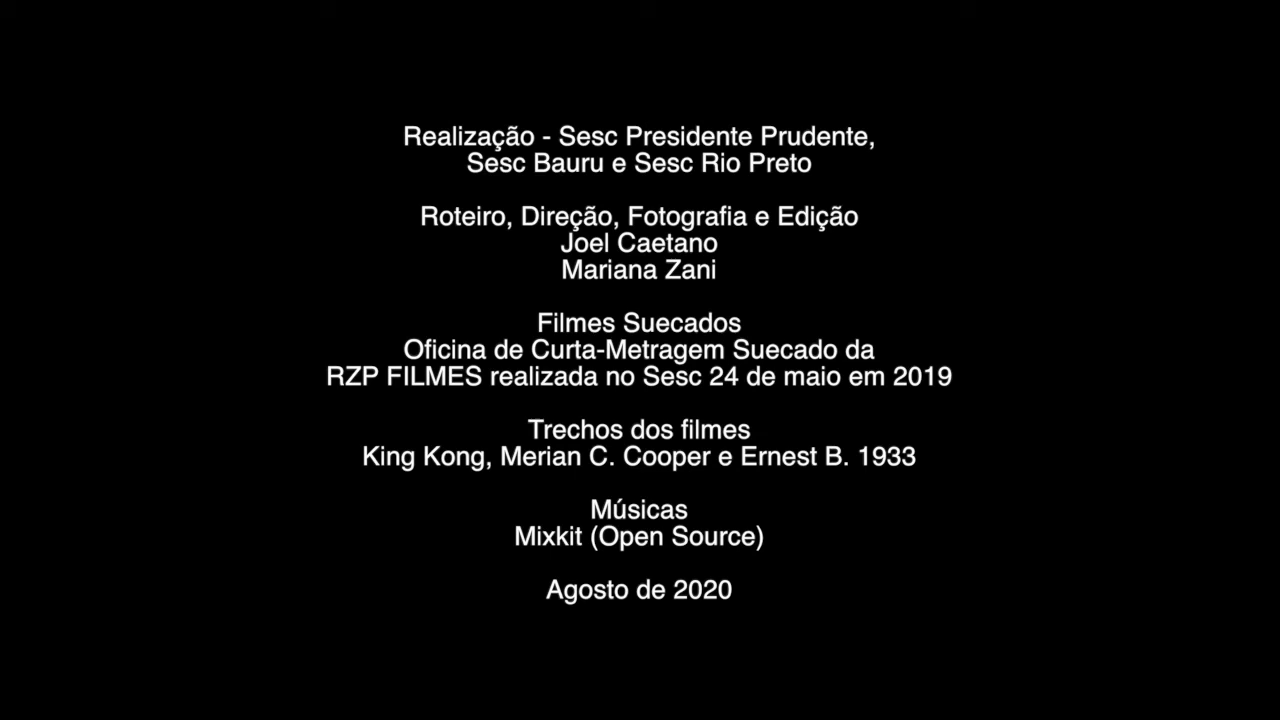 Realização - Sesc Presidente Prudente,
Sesc Bauru e Sesc Rio Preto
Roteiro, Direção, Fotografia e Edição
Joel Caetano
Mariana Zani
Filmes Suecados
Oficina de Curta-Metragem Suecado da
RZP FILMES realizada no Sesc 24 de maio em 2019
Trechos dos filmes
King Kong, Merian C. Cooper e Ernest B. 1933
Músicas
Mixkit (Open Source)
Agosto de 2020